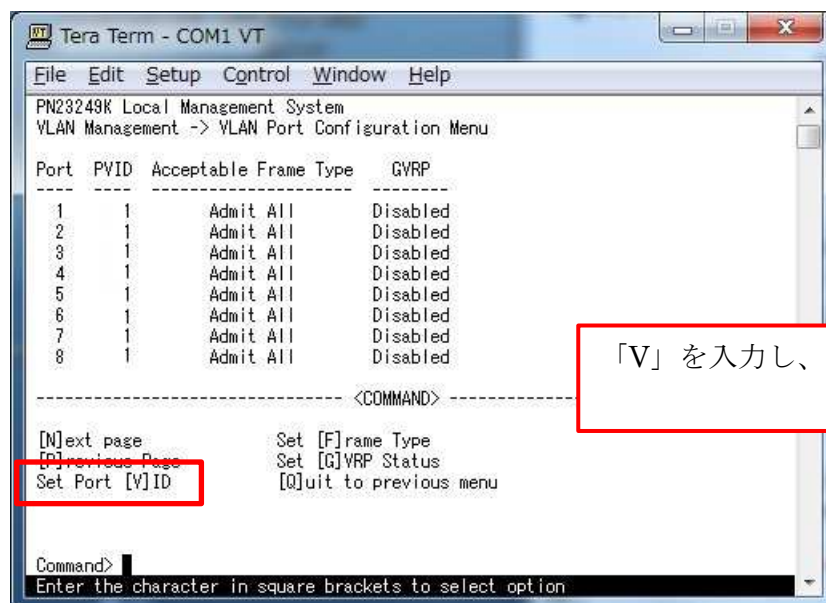 Tera Term - COM1 VT
File Edit Setup Control Window Help
PN23249K Local Management System
VLAN Management -> VLAN Port Configuration Menu
Port PVID Acceptable Frame Type GVRP
---- ---- --------------------- --------
1 1 Admit All Disabled
2 1 Admit All Disabled
3 1 Admit All Disabled
4 1 Admit All Disabled
5 1 Admit All Disabled
6 1 Admit All Disabled
7 1 Admit All Disabled
8 1 Admit All Disabled
「V」を入力し、
-------------------------------- <COMMAND> --------------
[N]ext page Set [F]rame Type
[P]revious Page Set [G]VRP Status
Set Port [V]ID [Q]uit to previous menu
Command>
Enter the character in square brackets to select option